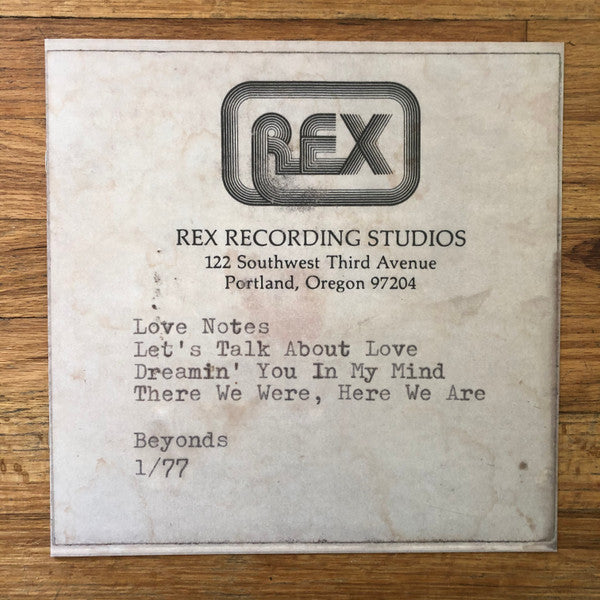 REX
REX RECORDING STUDIOS
122 Southwest Third Avenue
Portland, Oregon 97204
Love Notes
Let's Talk About Love
Dreamin' You In My Mind
There We Were, Here We Are
Beyonds
1/77